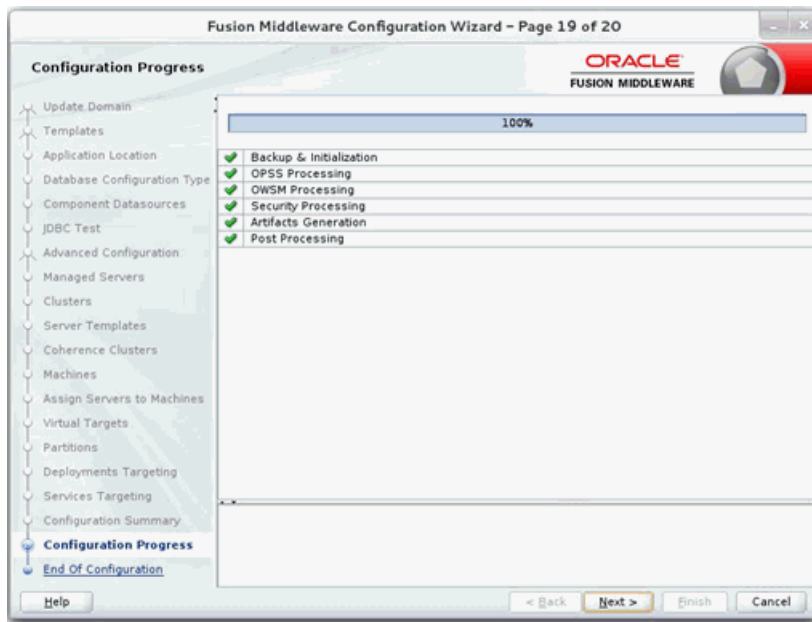 Fusion Middleware Configuration Wizard – Page 19 of 20
Configuration Progress
ORACLE
FUSION MIDDLEWARE
Update Domain
Templates
Application Location
Database Configuration Type
Component Datasources
JDBC Test
Advanced Configuration
Managed Servers
Clusters
Server Templates
Coherence Clusters
Machines
Assign Servers to Machines
Virtual Targets
Partitions
Deployments Targeting
Services Targeting
Configuration Summary
Configuration Progress
End Of Configuration
100%
Backup & Initialization
OPSS Processing
OWSM Processing
Security Processing
Artifacts Generation
Post Processing
Help
< Back
Next >
Finish
Cancel